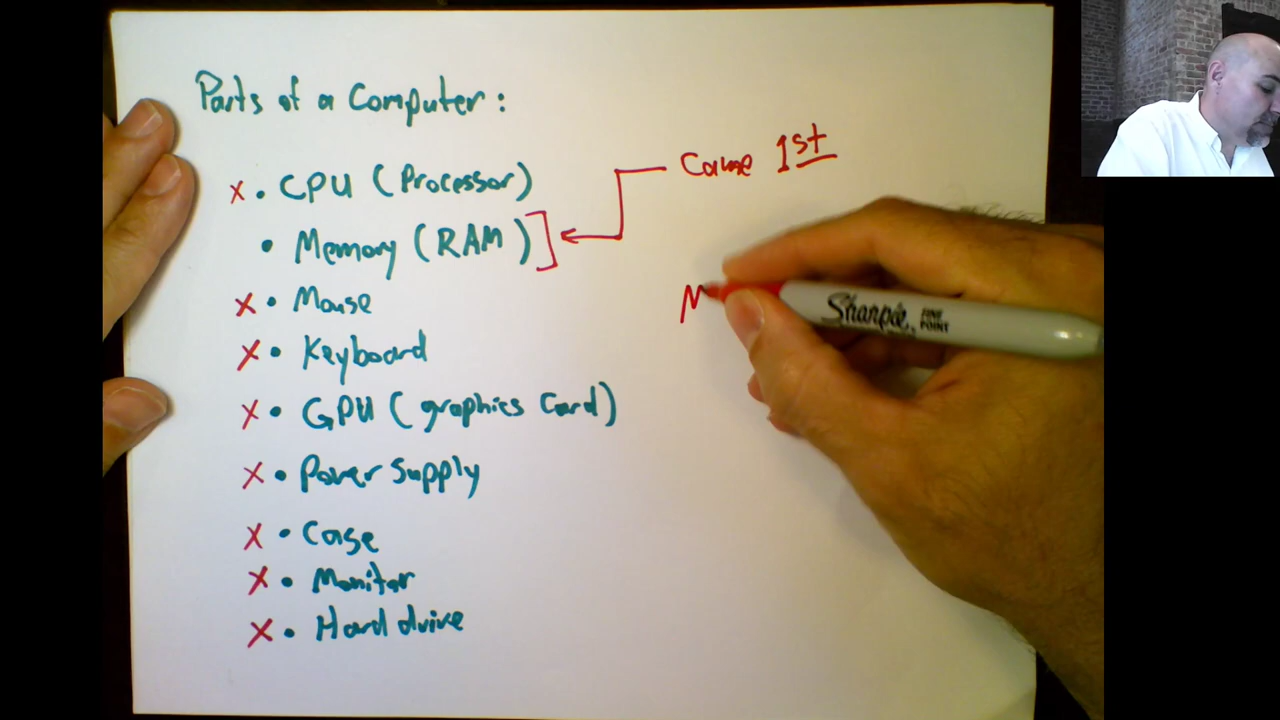 Parts of a Computer:
x • CPU (Processor)
• Memory (RAM)
x • Mouse
x • Keyboard
x • GPU (graphics Card)
x • Power Supply
x • Case
x • Monitor
x • Hard drive
Came 1st
M
Sharpie
FINE
POINT